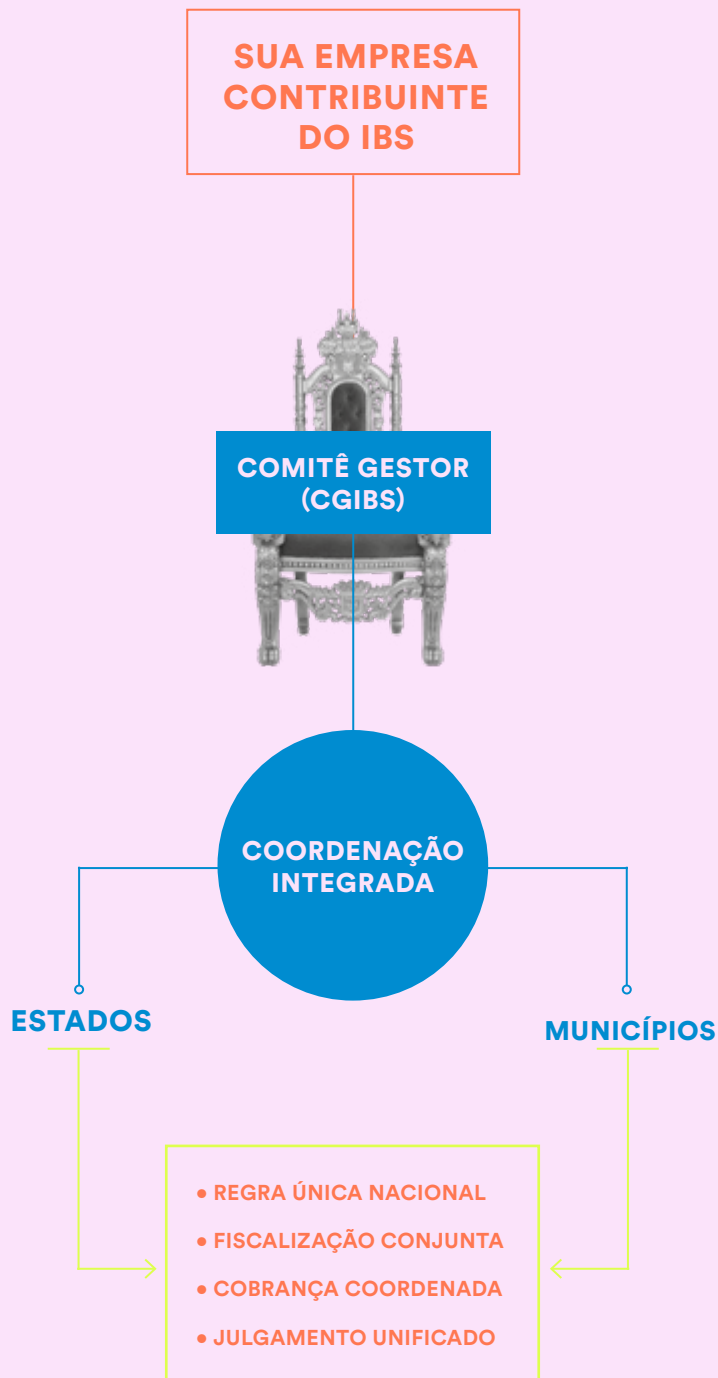 SUA EMPRESA
CONTRIBUINTE
DO IBS
COMITÊ GESTOR
(CGIBS)
COORDENAÇÃO
INTEGRADA
ESTADOS
MUNICÍPIOS
• REGRA ÚNICA NACIONAL
• FISCALIZAÇÃO CONJUNTA
• COBRANÇA COORDENADA
• JULGAMENTO UNIFICADO